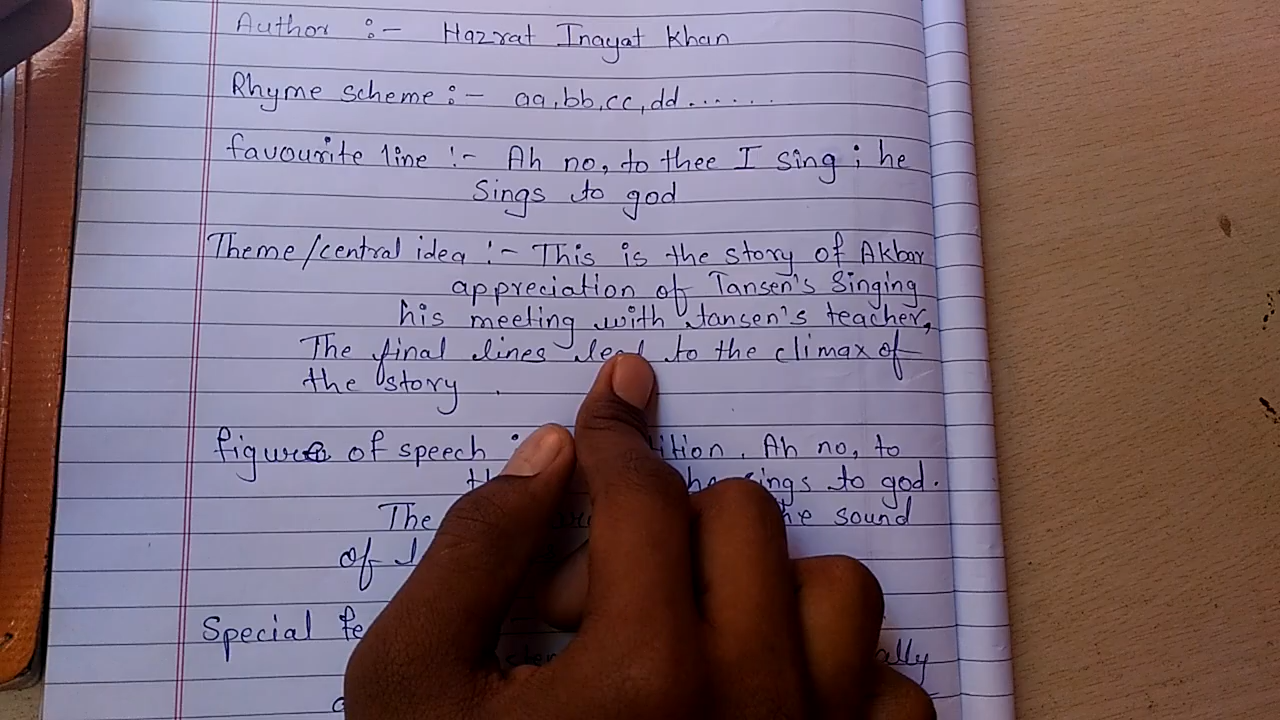 Author :- Hazrat Inayat Khan
Rhyme scheme :- aa,bb,cc,dd......
favourite line :- Ah no, to thee I sing ; he
Sings to god
Theme/central idea :- This is the story of Akbar
appreciation of Tansen's Singing
his meeting with tansen's teacher,
The final lines lead to the climax of
the story .
figure of speech Ah no, to
sings to god.
The the sound
of
Special